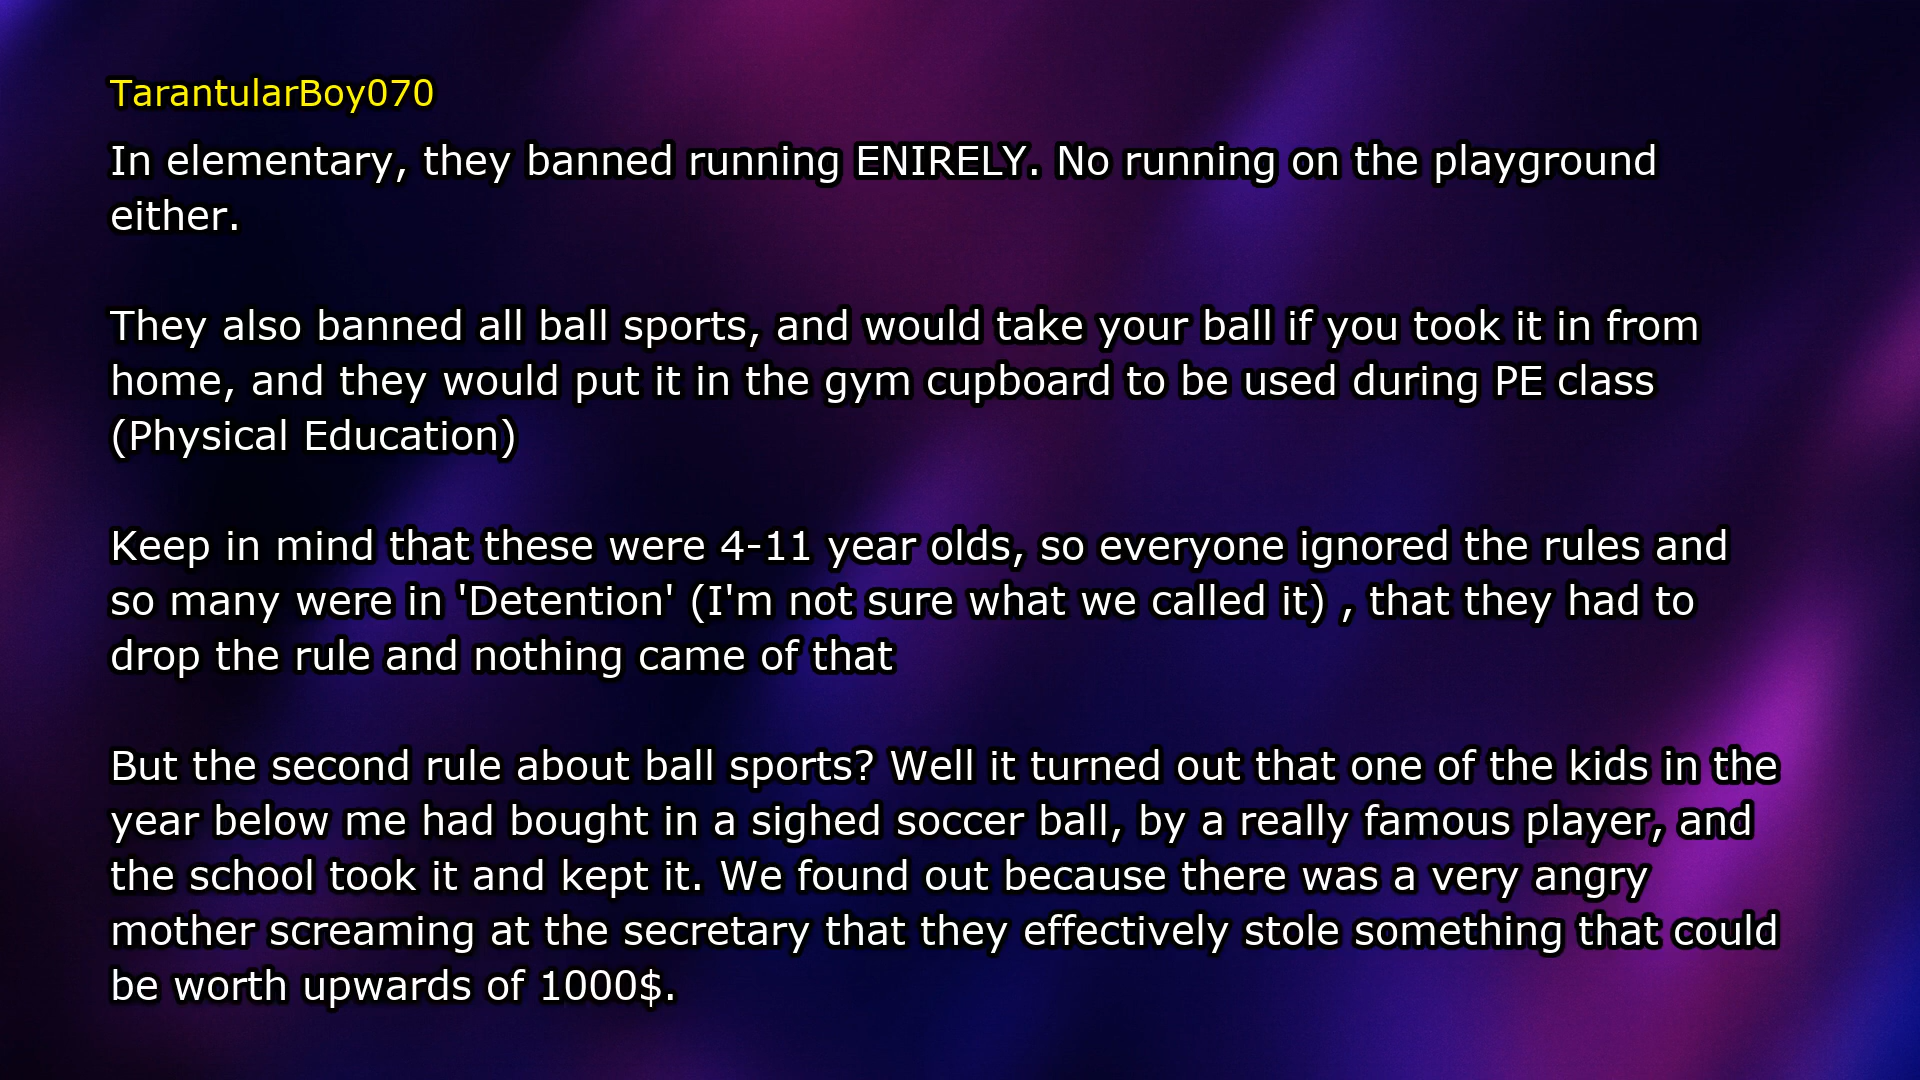 TarantularBoy070
In elementary, they banned running ENIRELY. No running on the playground
either.
They also banned all ball sports, and would take your ball if you took it in from
home, and they would put it in the gym cupboard to be used during PE class
(Physical Education)
Keep in mind that these were 4-11 year olds, so everyone ignored the rules and
so many were in 'Detention' (I'm not sure what we called it) , that they had to
drop the rule and nothing came of that
But the second rule about ball sports? Well it turned out that one of the kids in the
year below me had bought in a sighed soccer ball, by a really famous player, and
the school took it and kept it. We found out because there was a very angry
mother screaming at the secretary that they effectively stole something that could
be worth upwards of 1000$.